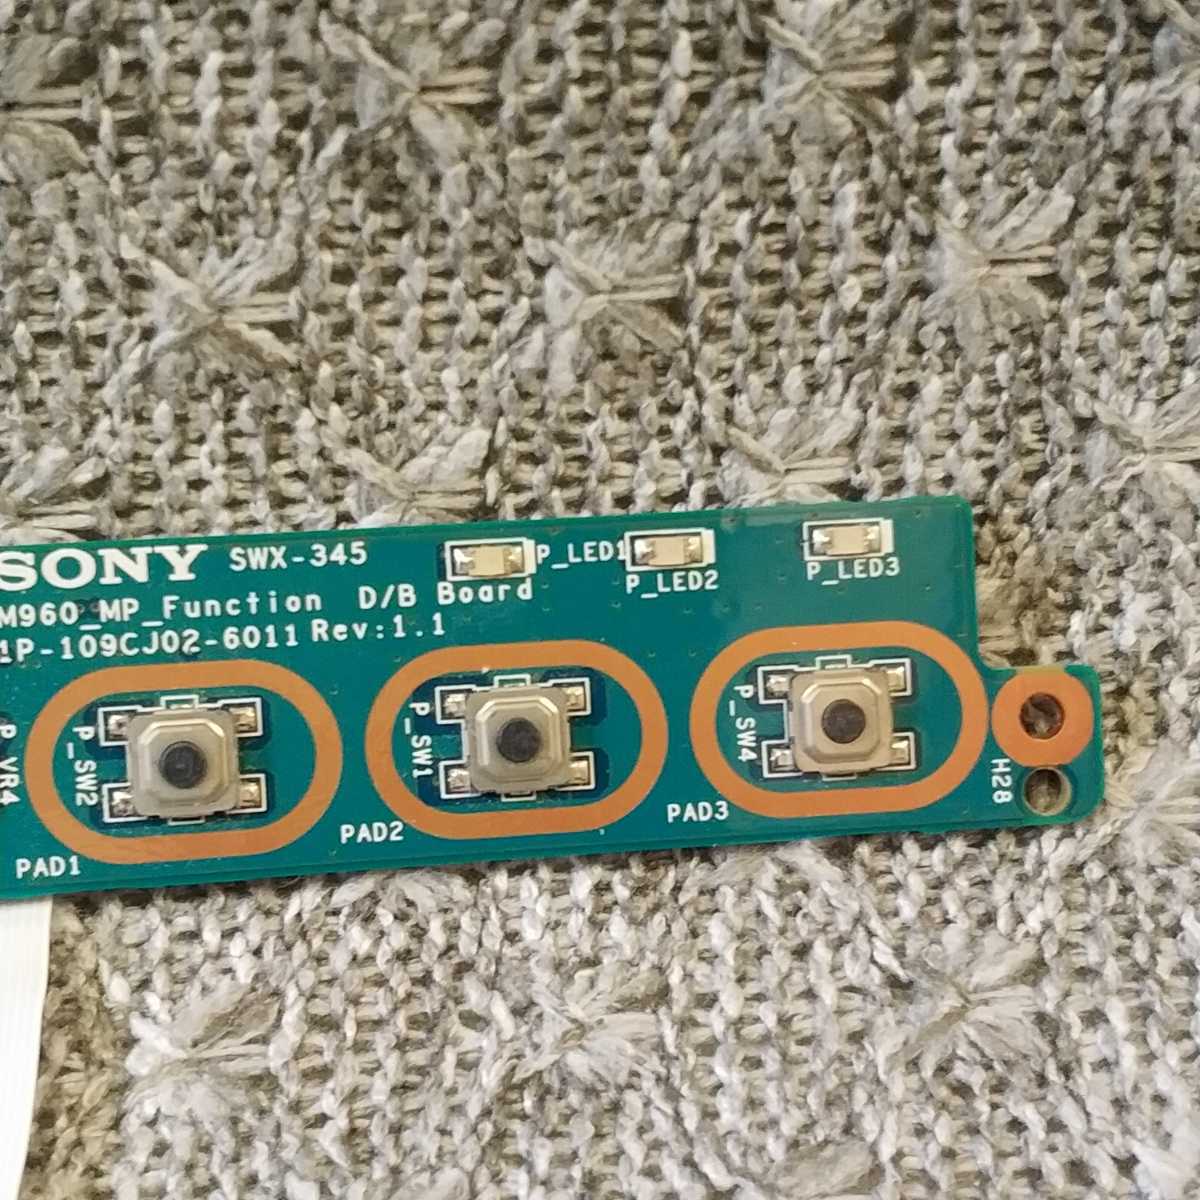 SONY SWX-345
P_LED1
P_LED2
P_LED3
M960_MP_Function D/B Board
1P-109CJ02-6011 Rev:1.1
P_VR4
P_SW2
P_SW1
P_SW4
H28
PAD1
PAD2
PAD3